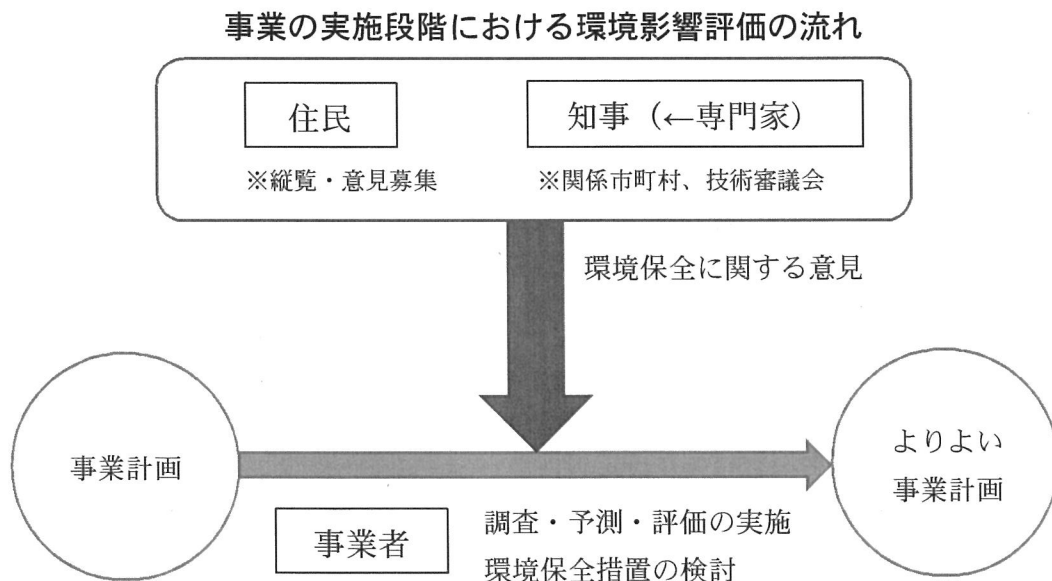 事業の実施段階における環境影響評価の流れ
住民
知事(←専門家)
※縦覧・意見募集
※関係市町村、技術審議会
環境保全に関する意見
事業計画
よりよい
事業計画
事業者
調査・予測・評価の実施
環境保全措置の検討